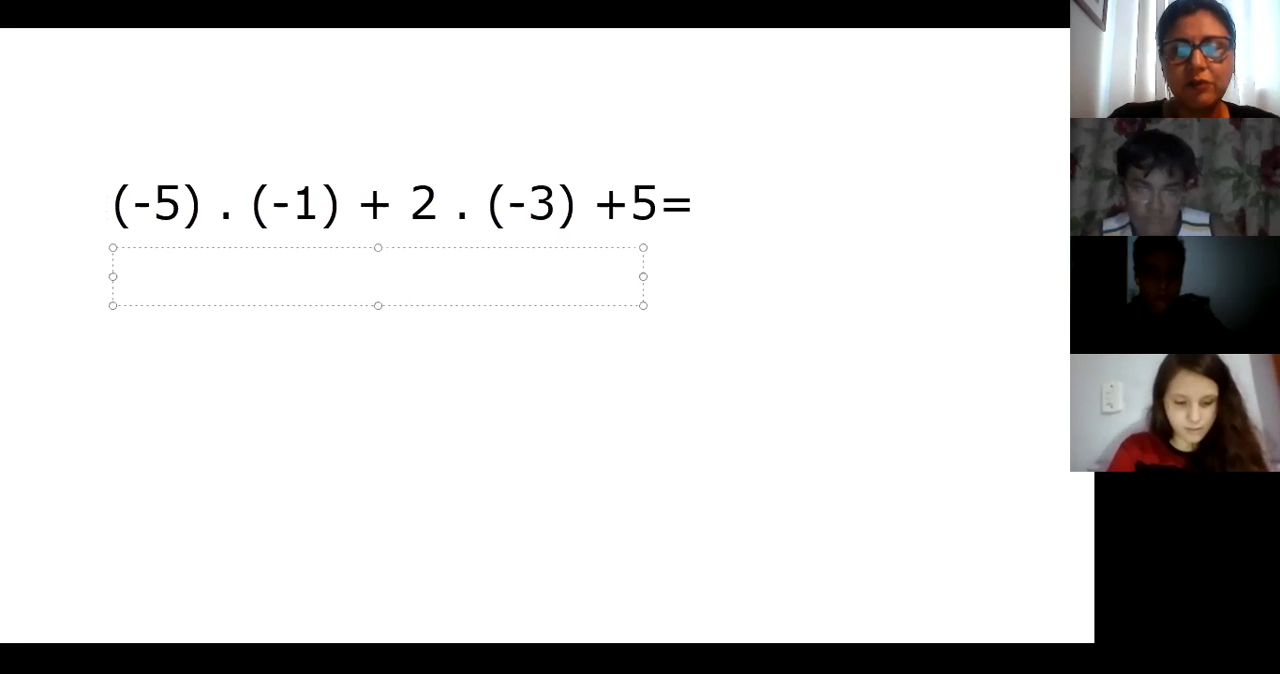 (-5) . (-1) + 2 . (-3) +5=